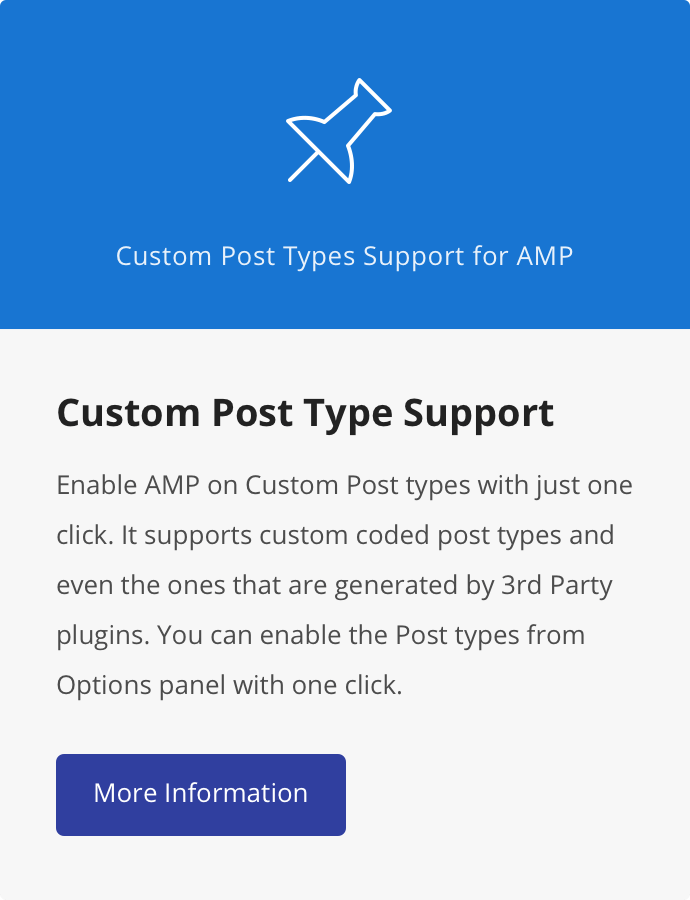 Custom Post Types Support for AMP
Custom Post Type Support
Enable AMP on Custom Post types with just one
click. It supports custom coded post types and
even the ones that are generated by 3rd Party
plugins. You can enable the Post types from
Options panel with one click.
More Information